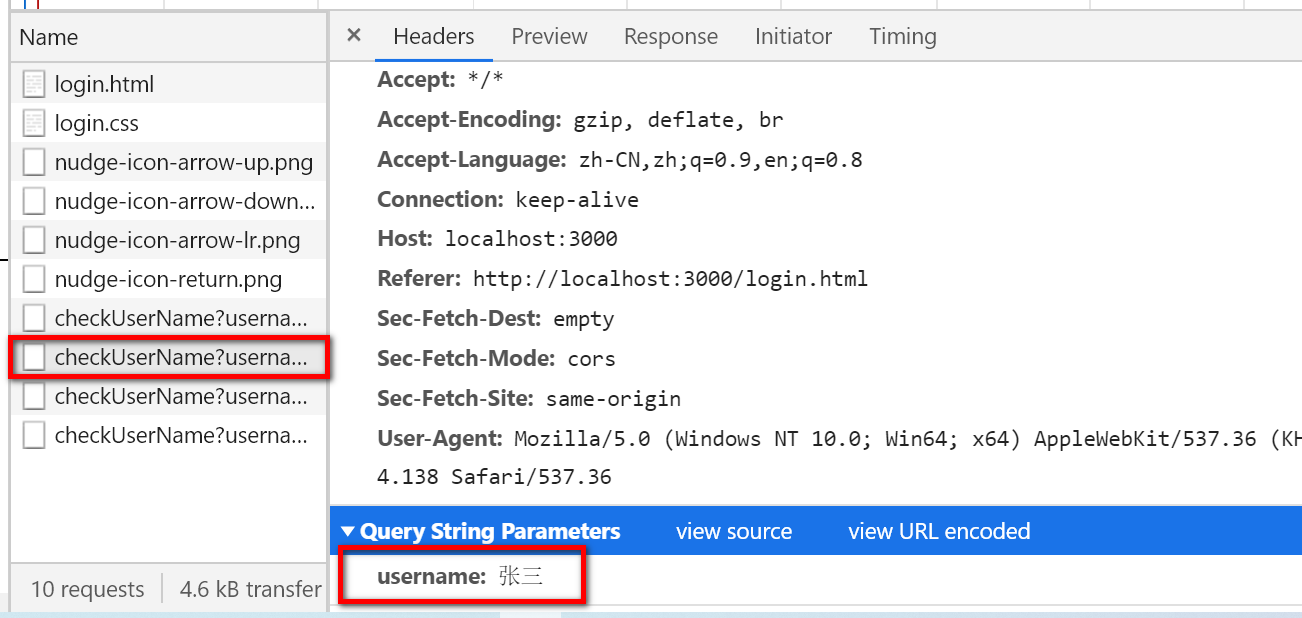 Name
login.html
login.css
nudge-icon-arrow-up.png
nudge-icon-arrow-down...
nudge-icon-arrow-lr.png
nudge-icon-return.png
checkUserName?userna...
checkUserName?userna...
checkUserName?userna...
checkUserName?userna...
10 requests
4.6 kB transfer
× Headers Preview Response Initiator Timing
Accept: */*
Accept-Encoding: gzip, deflate, br
Accept-Language: zh-CN,zh;q=0.9,en;q=0.8
Connection: keep-alive
Host: localhost:3000
Referer: http://localhost:3000/login.html
Sec-Fetch-Dest: empty
Sec-Fetch-Mode: cors
Sec-Fetch-Site: same-origin
User-Agent: Mozilla/5.0 (Windows NT 10.0; Win64; x64) AppleWebKit/537.36 (KH
4.138 Safari/537.36
▼ Query String Parameters view source view URL encoded
username: 张三